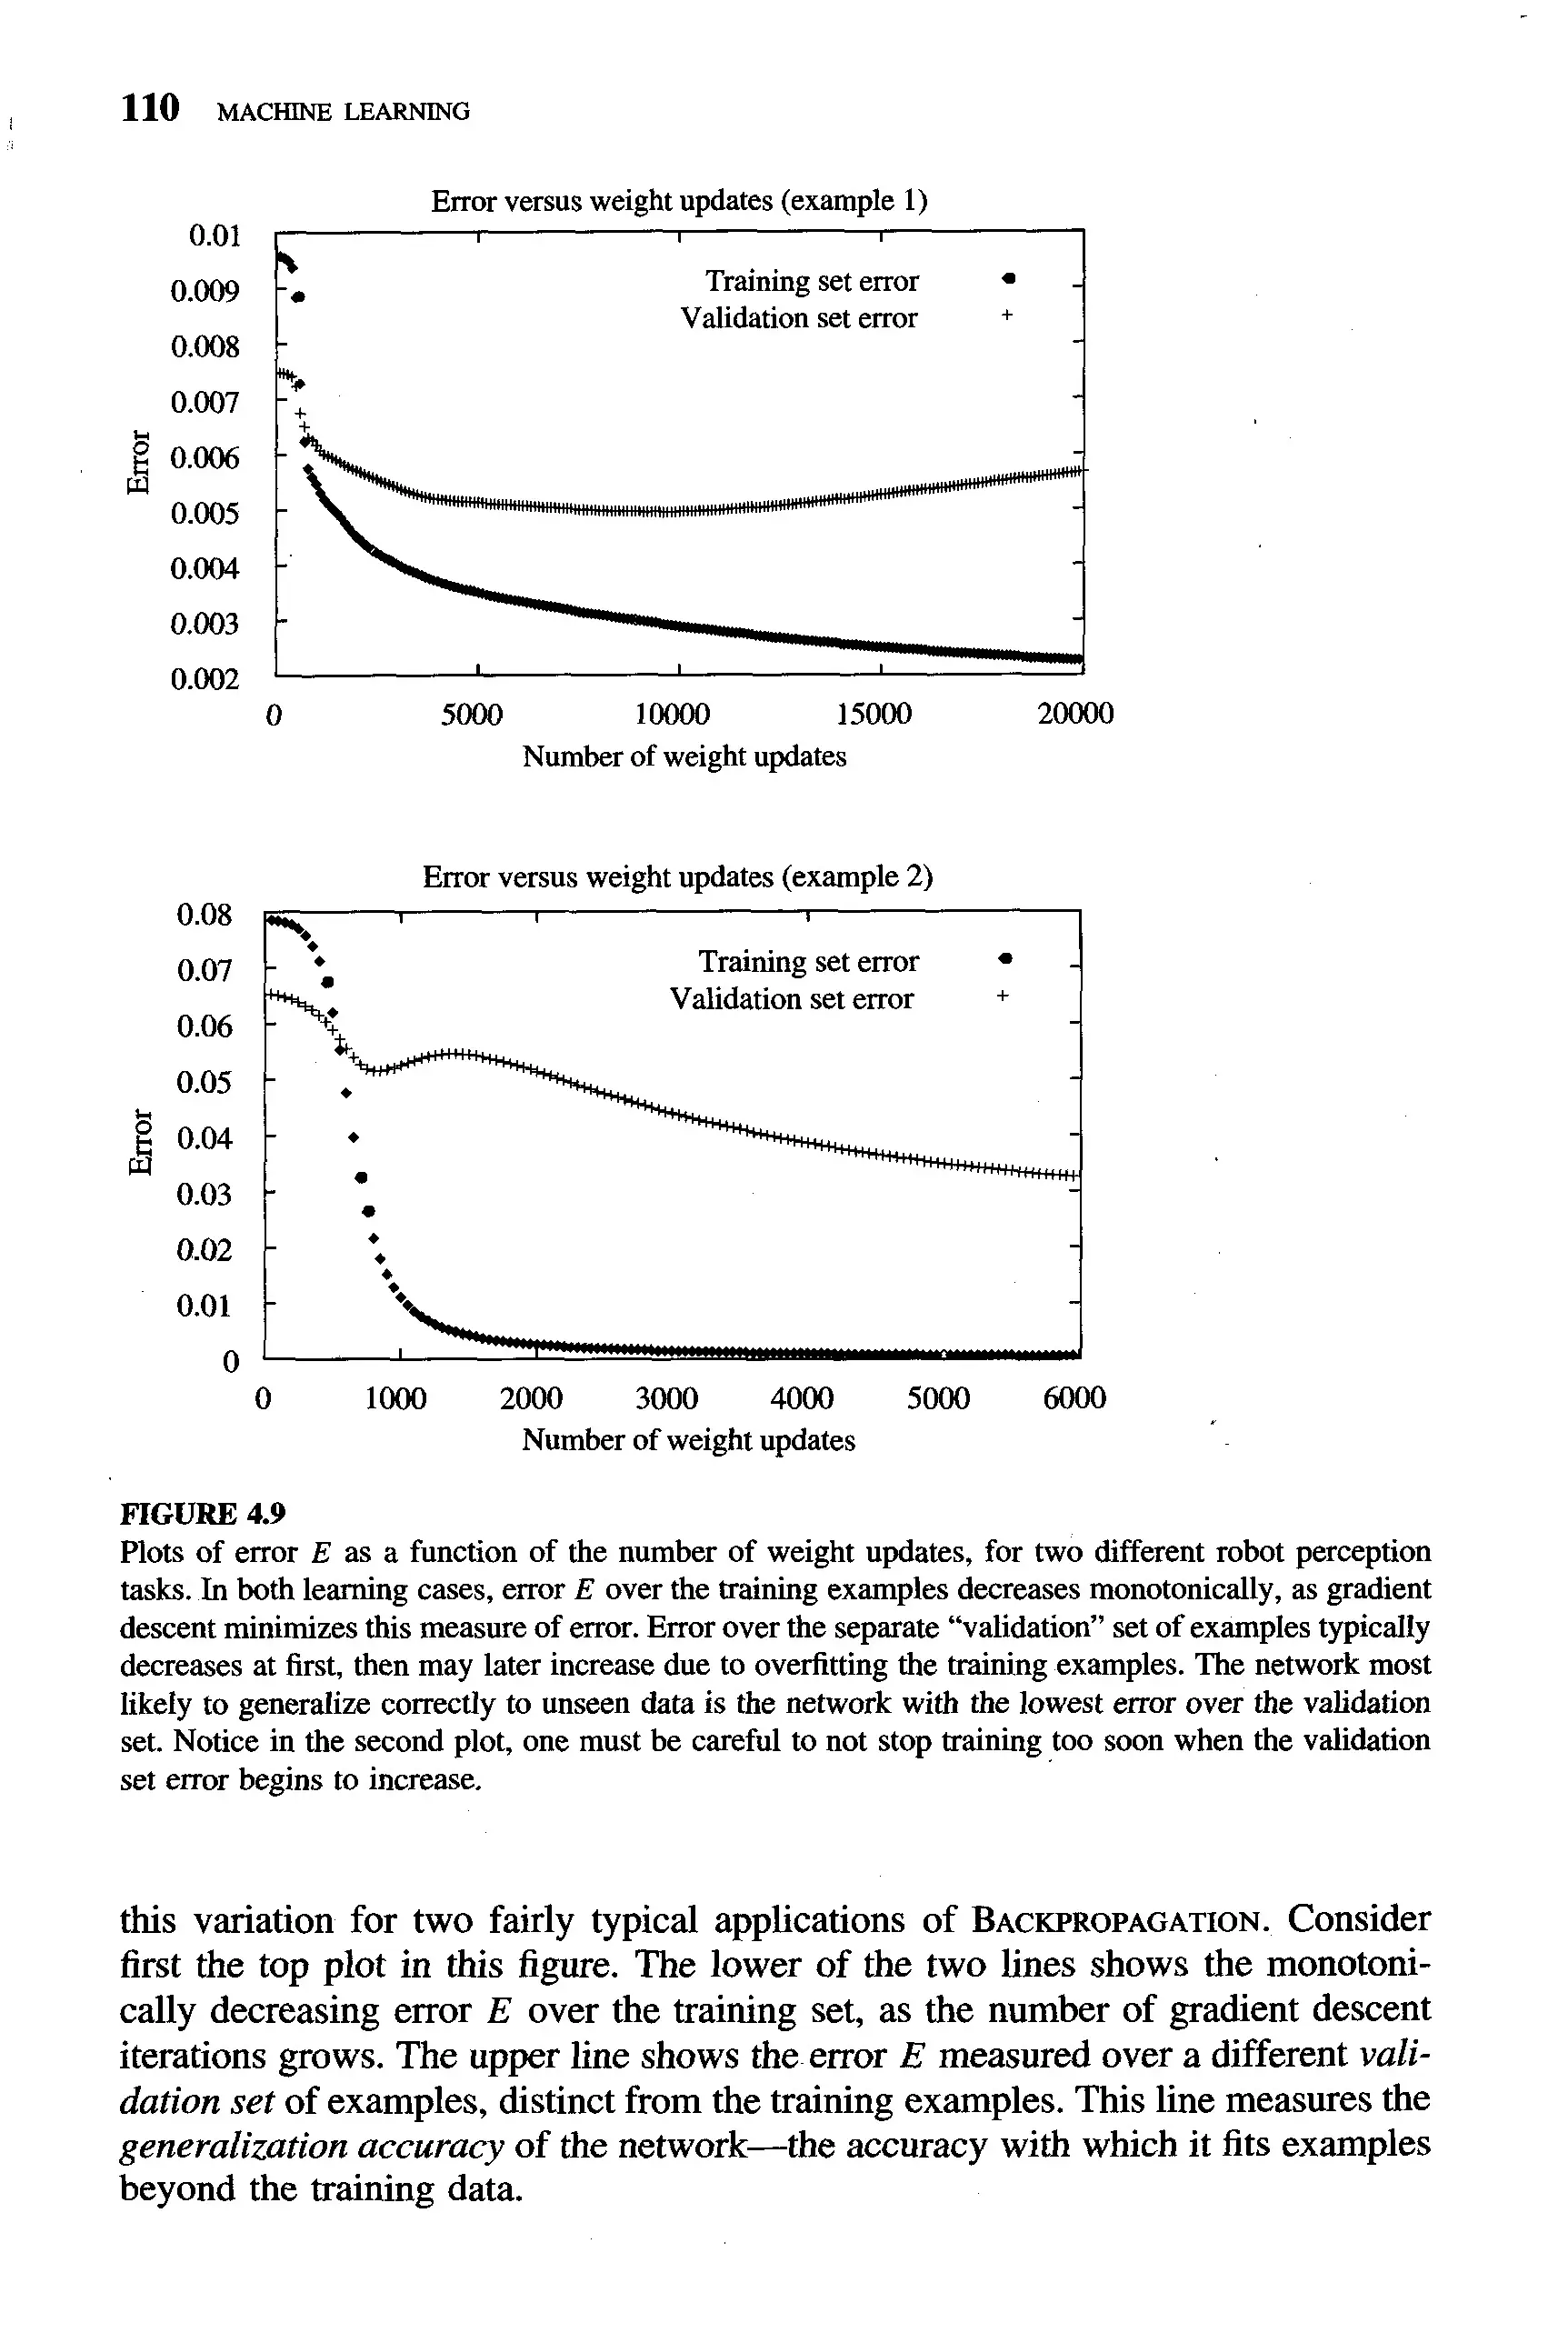 110 MACHINE LEARNING
Error versus weight updates (example 1)
0.01
0.009
0.008
0.007
0.006
0.005
0.004
0.003
0.002
Error
Training set error
Validation set error +
0 5000 10000 15000 20000
Number of weight updates
Error versus weight updates (example 2)
0.08
0.07
0.06
0.05
0.04
0.03
0.02
0.01
0
Error
Training set error
Validation set error +
0 1000 2000 3000 4000 5000 6000
Number of weight updates
FIGURE 4.9
Plots of error E as a function of the number of weight updates, for two different robot perception
tasks. In both learning cases, error E over the training examples decreases monotonically, as gradient
descent minimizes this measure of error. Error over the separate “validation” set of examples typically
decreases at first, then may later increase due to overfitting the training examples. The network most
likely to generalize correctly to unseen data is the network with the lowest error over the validation
set. Notice in the second plot, one must be careful to not stop training too soon when the validation
set error begins to increase.
this variation for two fairly typical applications of BACKPROPAGATION. Consider
first the top plot in this figure. The lower of the two lines shows the monotoni-
cally decreasing error E over the training set, as the number of gradient descent
iterations grows. The upper line shows the error E measured over a different vali-
dation set of examples, distinct from the training examples. This line measures the
generalization accuracy of the network—the accuracy with which it fits examples
beyond the training data.